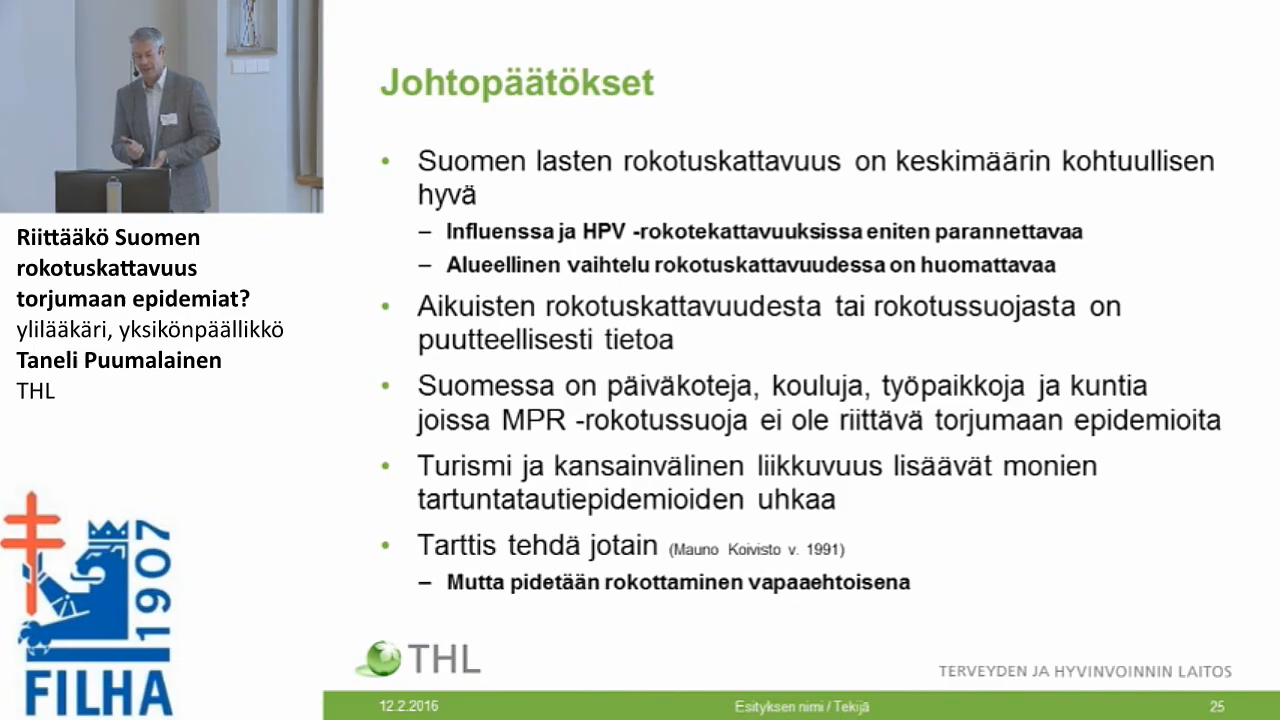 Riittääkö Suomen
rokotuskattavuus
torjumaan epidemiat?
ylilääkäri, yksikönpäällikkö
Taneli Puumalainen
THL
1907
FILHA
Johtopäätökset
• Suomen lasten rokotuskattavuus on keskimäärin kohtuullisen
hyvä
– Influenssa ja HPV -rokotekattavuuksissa eniten parannettavaa
– Alueellinen vaihtelu rokotuskattavuudessa on huomattavaa
• Aikuisten rokotuskattavuudesta tai rokotussuojasta on
puutteellisesti tietoa
• Suomessa on päiväkoteja, kouluja, työpaikkoja ja kuntia
joissa MPR -rokotussuoja ei ole riittävä torjumaan epidemioita
• Turismi ja kansainvälinen liikkuvuus lisäävät monien
tartuntatautiepidemioiden uhkaa
• Tarttis tehdä jotain (Mauno Koivisto v. 1991)
– Mutta pidetään rokottaminen vapaaehtoisena
THL
TERVEYDEN JA HYVINVOINNIN LAITOS
12.2.2016 Esityksen nimi / Tekijä 25